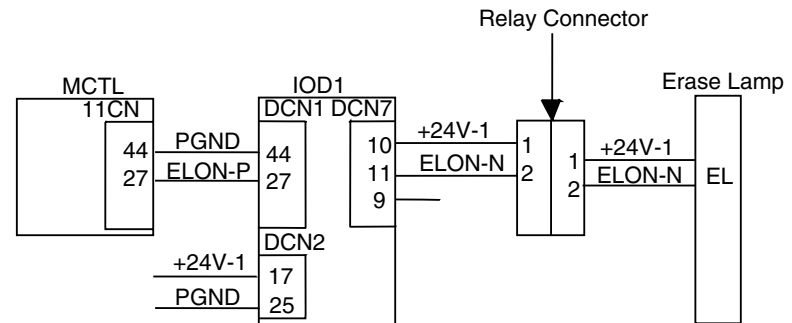 Relay Connector
MCTL
IOD1
Erase Lamp
11CN
DCN1 DCN7
44 PGND 44
27 ELON-P 27
10 +24V-1 1
11 ELON-N 2
9
1 +24V-1
2 ELON-N
EL
DCN2
+24V-1 17
PGND 25